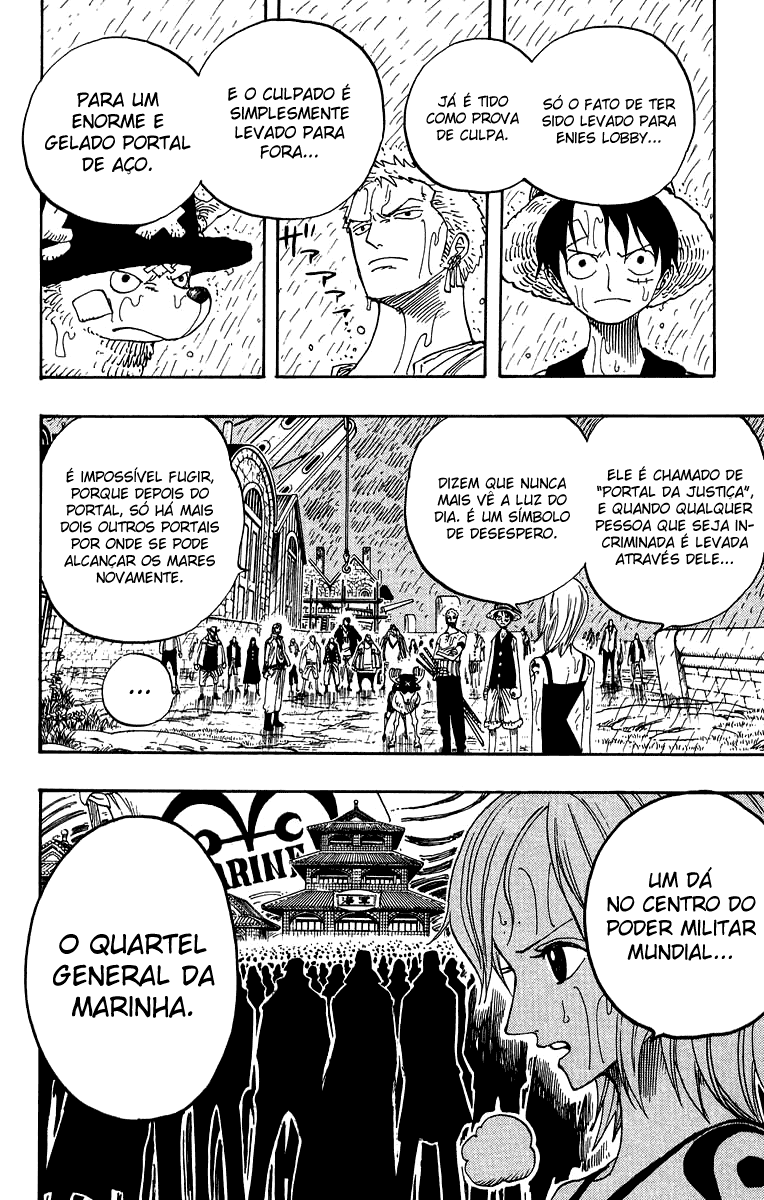 SÓ O FATO DE TER
SIDO LEVADO PARA
ENIES LOBBY...
JÁ É TIDO
COMO PROVA
DE CULPA.
E O CULPADO É
SIMPLESMENTE
LEVADO PARA
FORA...
PARA UM
ENORME E
GELADO PORTAL
DE AÇO.
ELE É CHAMADO DE
"PORTAL DA JUSTIÇA",
E QUANDO QUALQUER
PESSOA QUE SEJA IN-
CRIMINADA É LEVADA
ATRAVÉS DELE...
DIZEM QUE NUNCA
MAIS VÊ A LUZ DO
DIA. É UM SÍMBOLO
DE DESESPERO.
É IMPOSSÍVEL FUGIR,
PORQUE DEPOIS DO
PORTAL, SÓ HÁ MAIS
DOIS OUTROS PORTAIS
POR ONDE SE PODE
ALCANÇAR OS MARES
NOVAMENTE.
...
UM DÁ
NO CENTRO DO
PODER MILITAR
MUNDIAL...
ARINE
O QUARTEL
GENERAL DA
MARINHA.